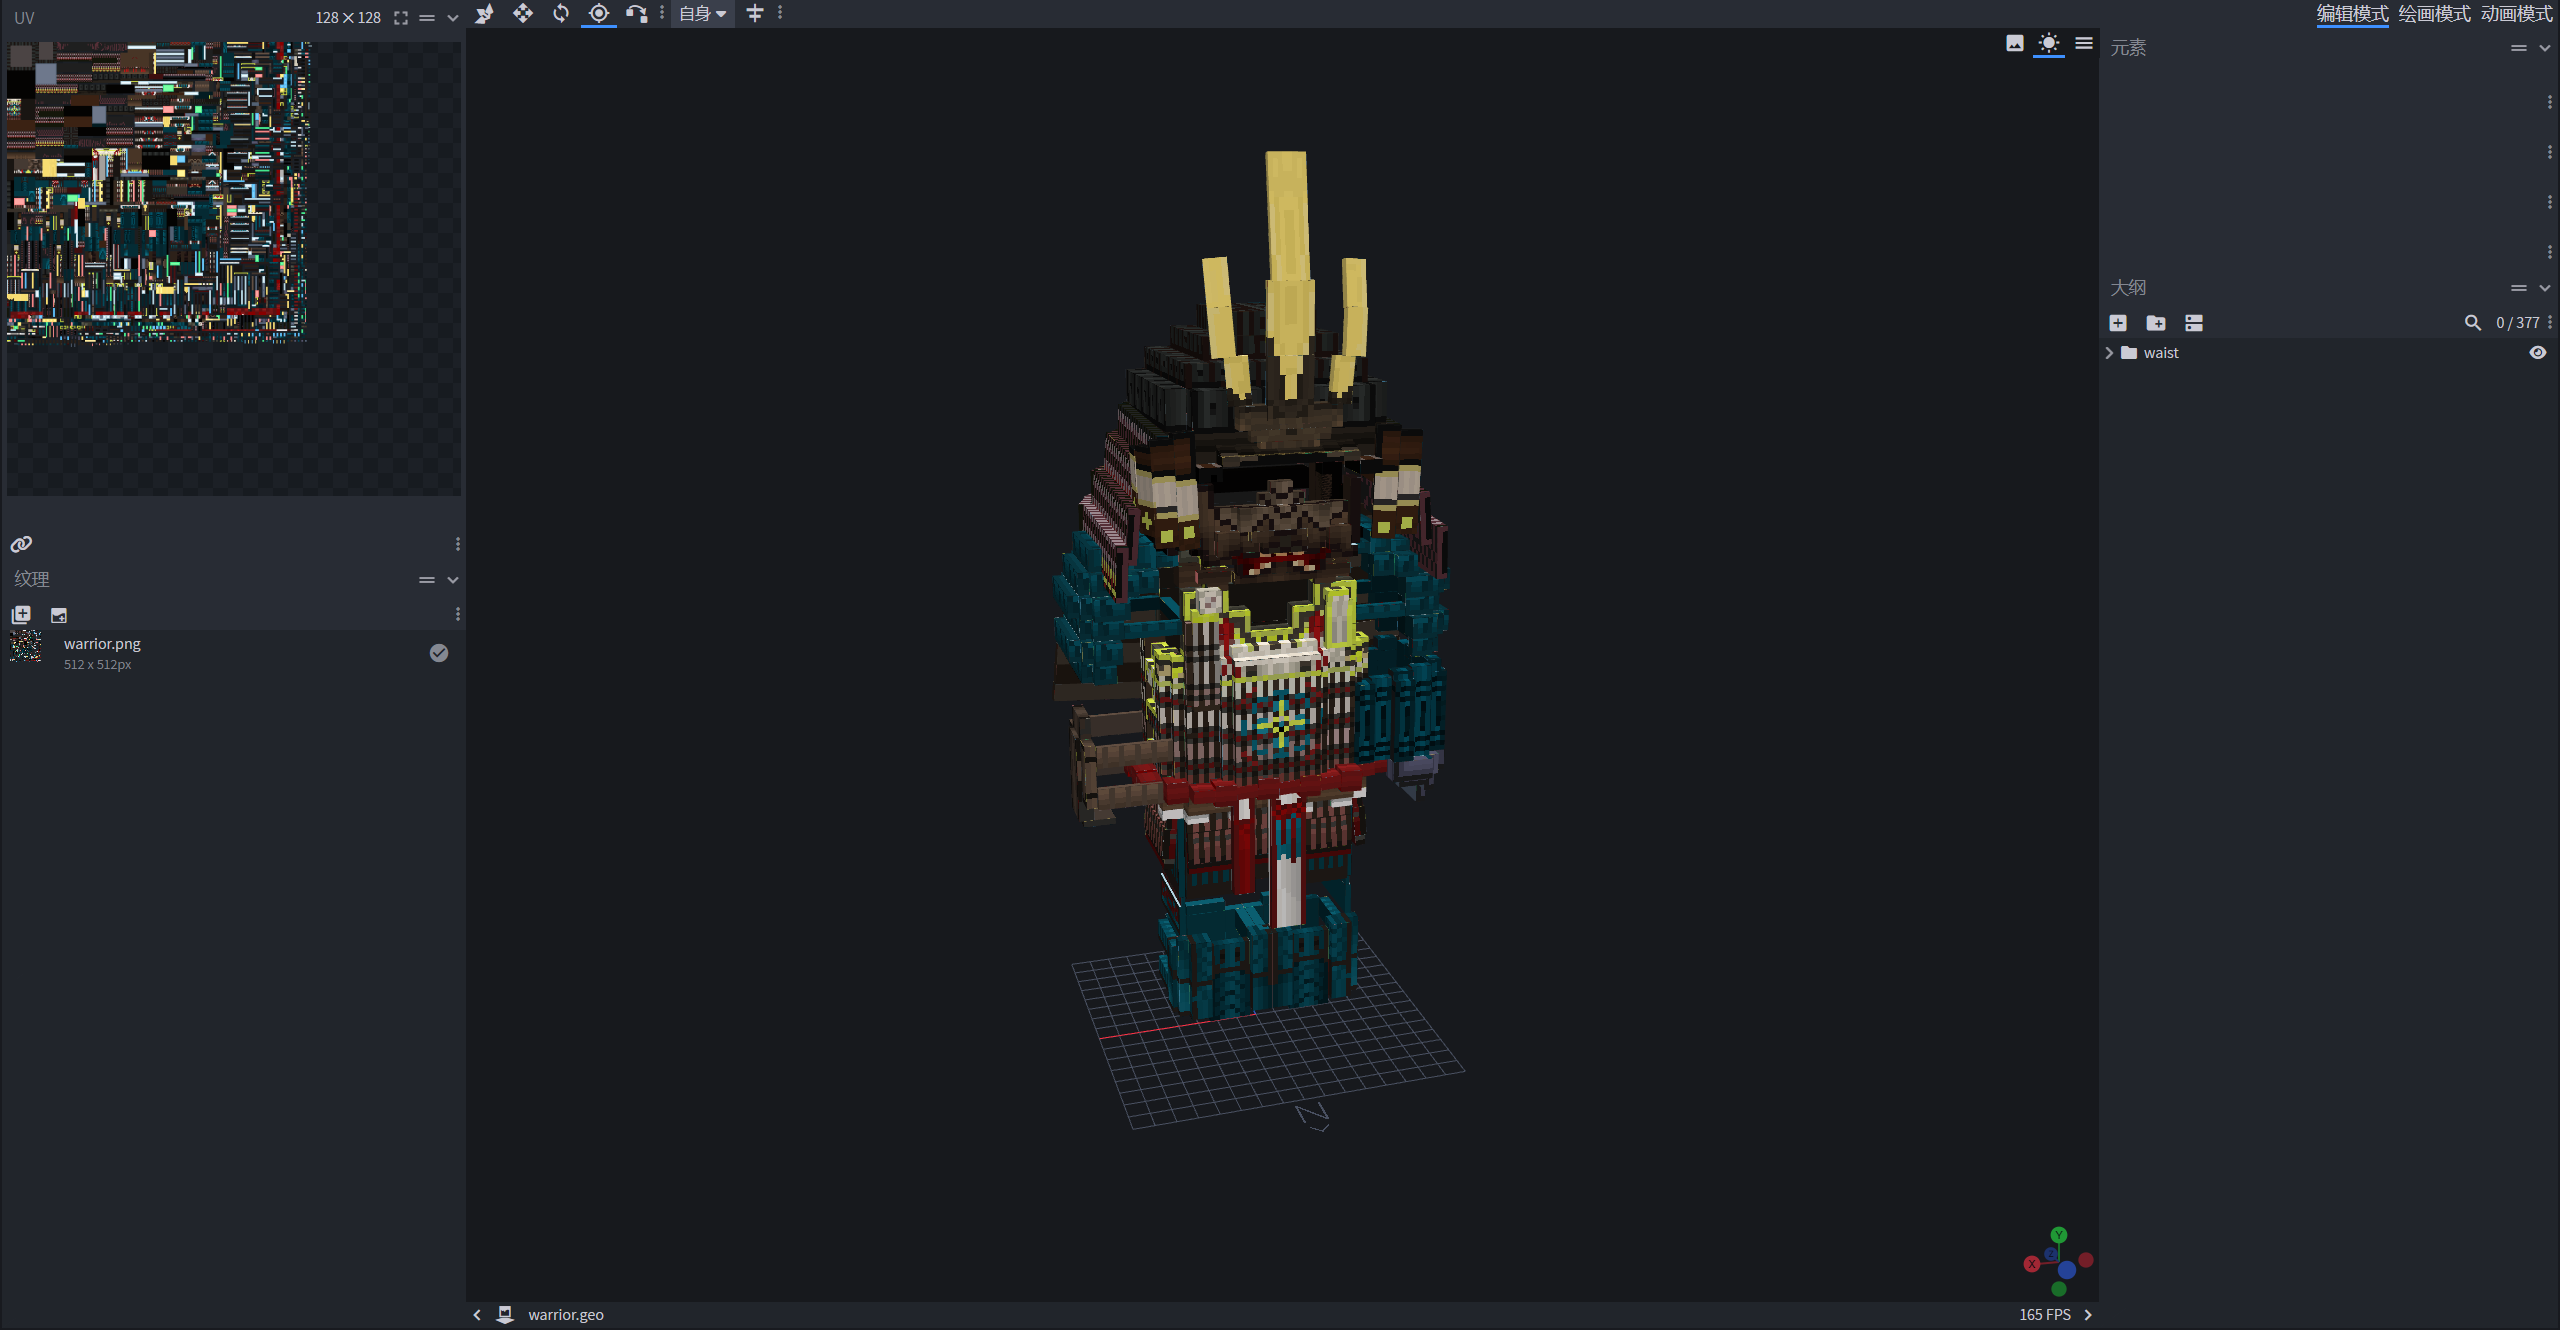 UV
128×128
自身
编辑模式 绘画模式 动画模式
元素
大纲
0 / 377
waist
纹理
warrior.png
512 x 512px
N
Y
Z
X
warrior.geo
165 FPS